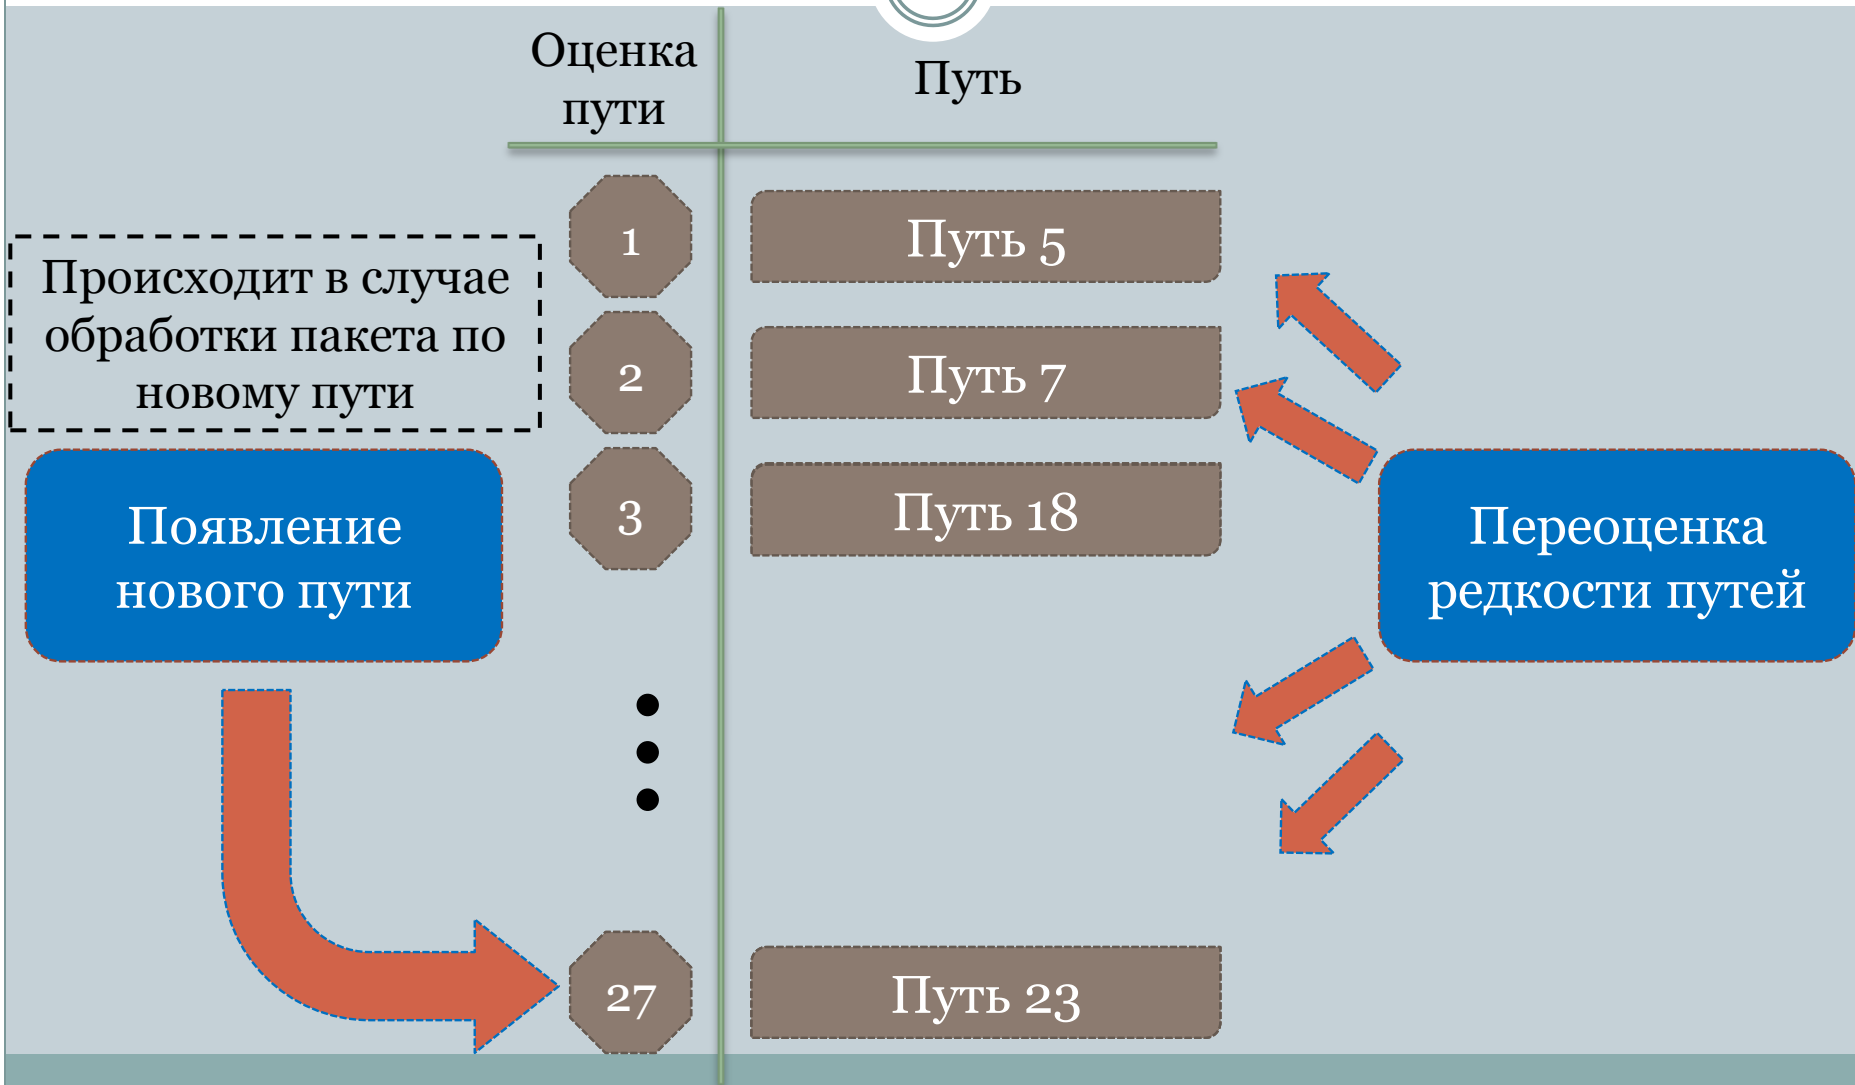 Оценка
пути
Путь
Происходит в случае
обработки пакета по
новому пути
Появление
нового пути
1
Путь 5
2
Путь 7
3
Путь 18
27
Путь 23
Переоценка
редкости путей